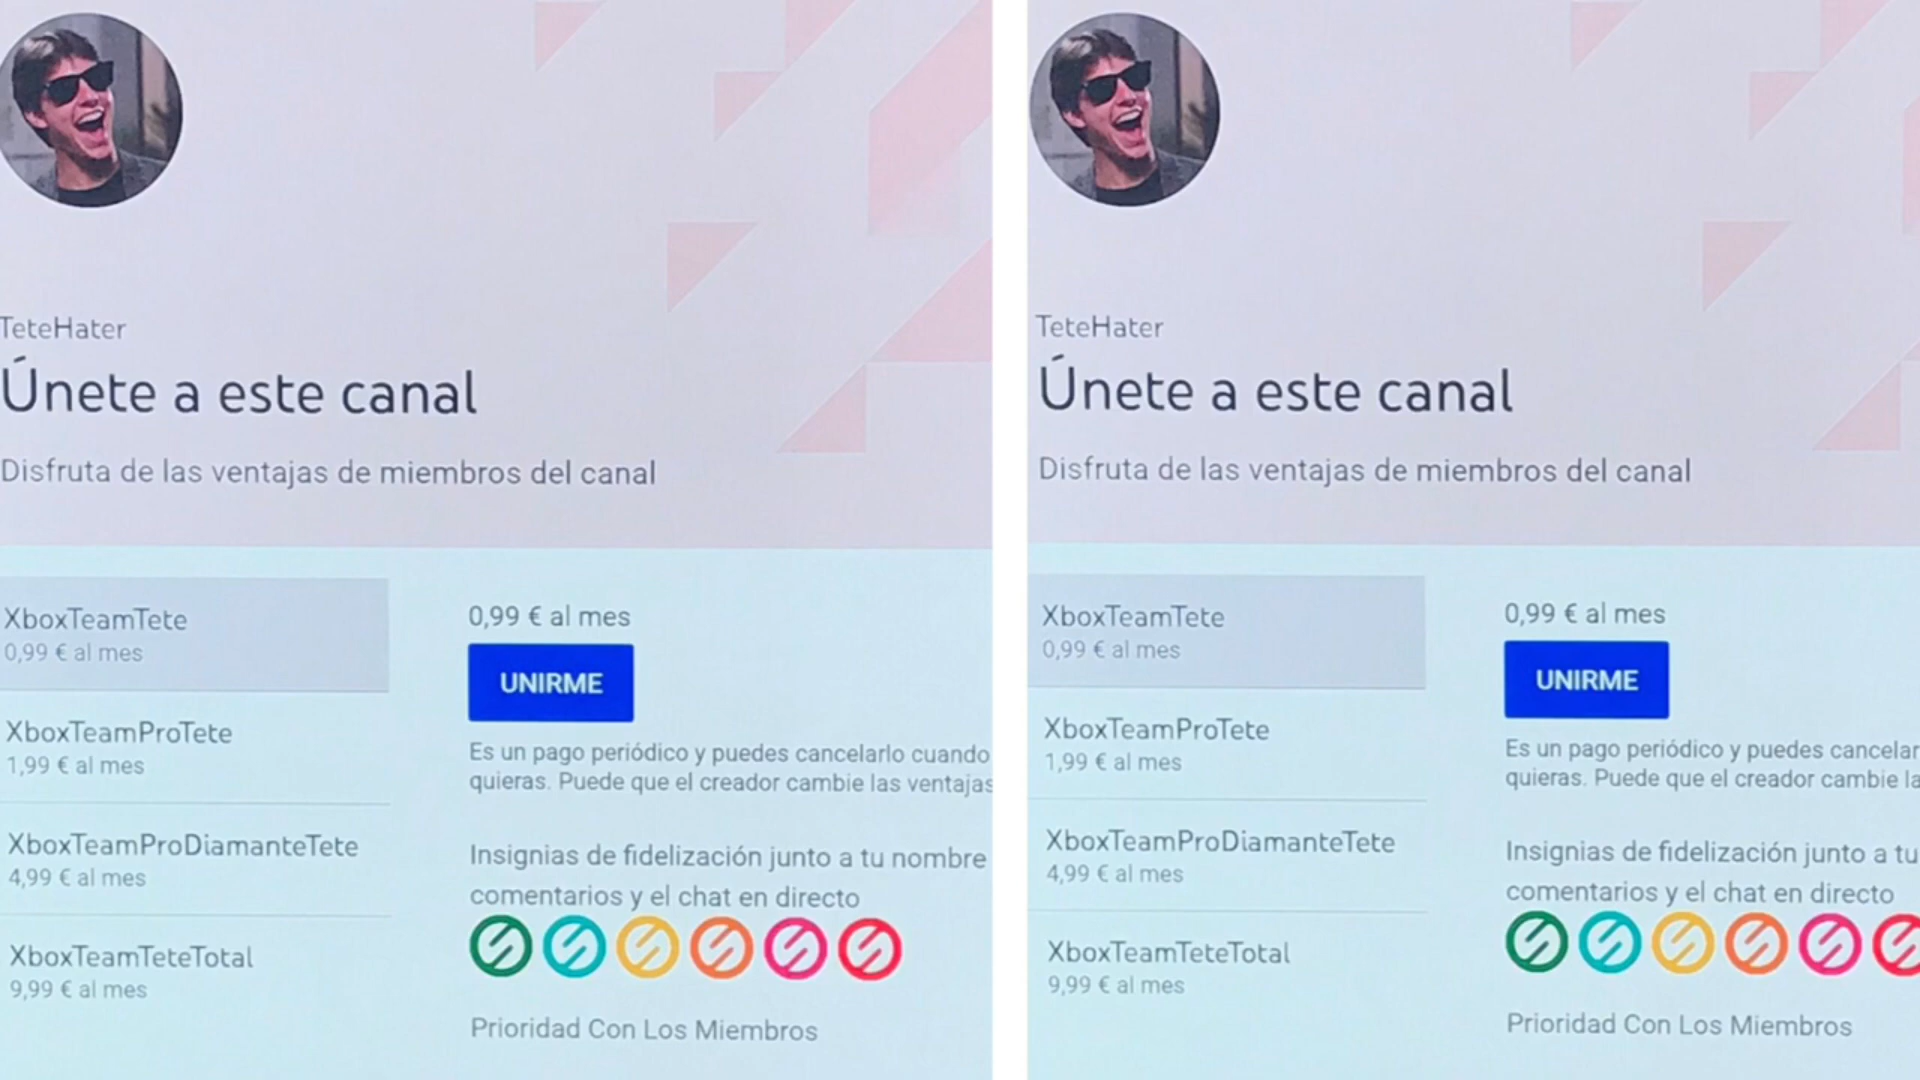 TeteHater
Únete a este canal
Disfruta de las ventajas de miembros del canal
XboxTeamTete
0,99 € al mes
XboxTeamProTete
1,99 € al mes
XboxTeamProDiamanteTete
4,99 € al mes
XboxTeamTeteTotal
9,99 € al mes
0,99 € al mes
UNIRME
Es un pago periódico y puedes cancelarlo cuando
quieras. Puede que el creador cambie las ventajas
Insignias de fidelización junto a tu nombre
comentarios y el chat en directo
Prioridad Con Los Miembros
TeteHater
Únete a este canal
Disfruta de las ventajas de miembros del canal
XboxTeamTete
0,99 € al mes
XboxTeamProTete
1,99 € al mes
XboxTeamProDiamanteTete
4,99 € al mes
XboxTeamTeteTotal
9,99 € al mes
0,99 € al mes
UNIRME
Es un pago periódico y puedes cancelar
quieras. Puede que el creador cambie la
Insignias de fidelización junto a tu
comentarios y el chat en directo
Prioridad Con Los Miembros